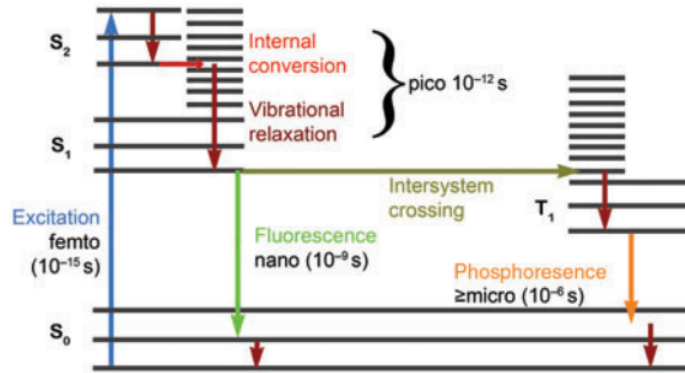 S2
Internal
conversion
pico 10–12 s
Vibrational
relaxation
S1
Intersystem
crossing
T1
Excitation
femto
(10–15 s)
Fluorescence
nano (10–9 s)
Phosphoresence
≥micro (10–6 s)
S0